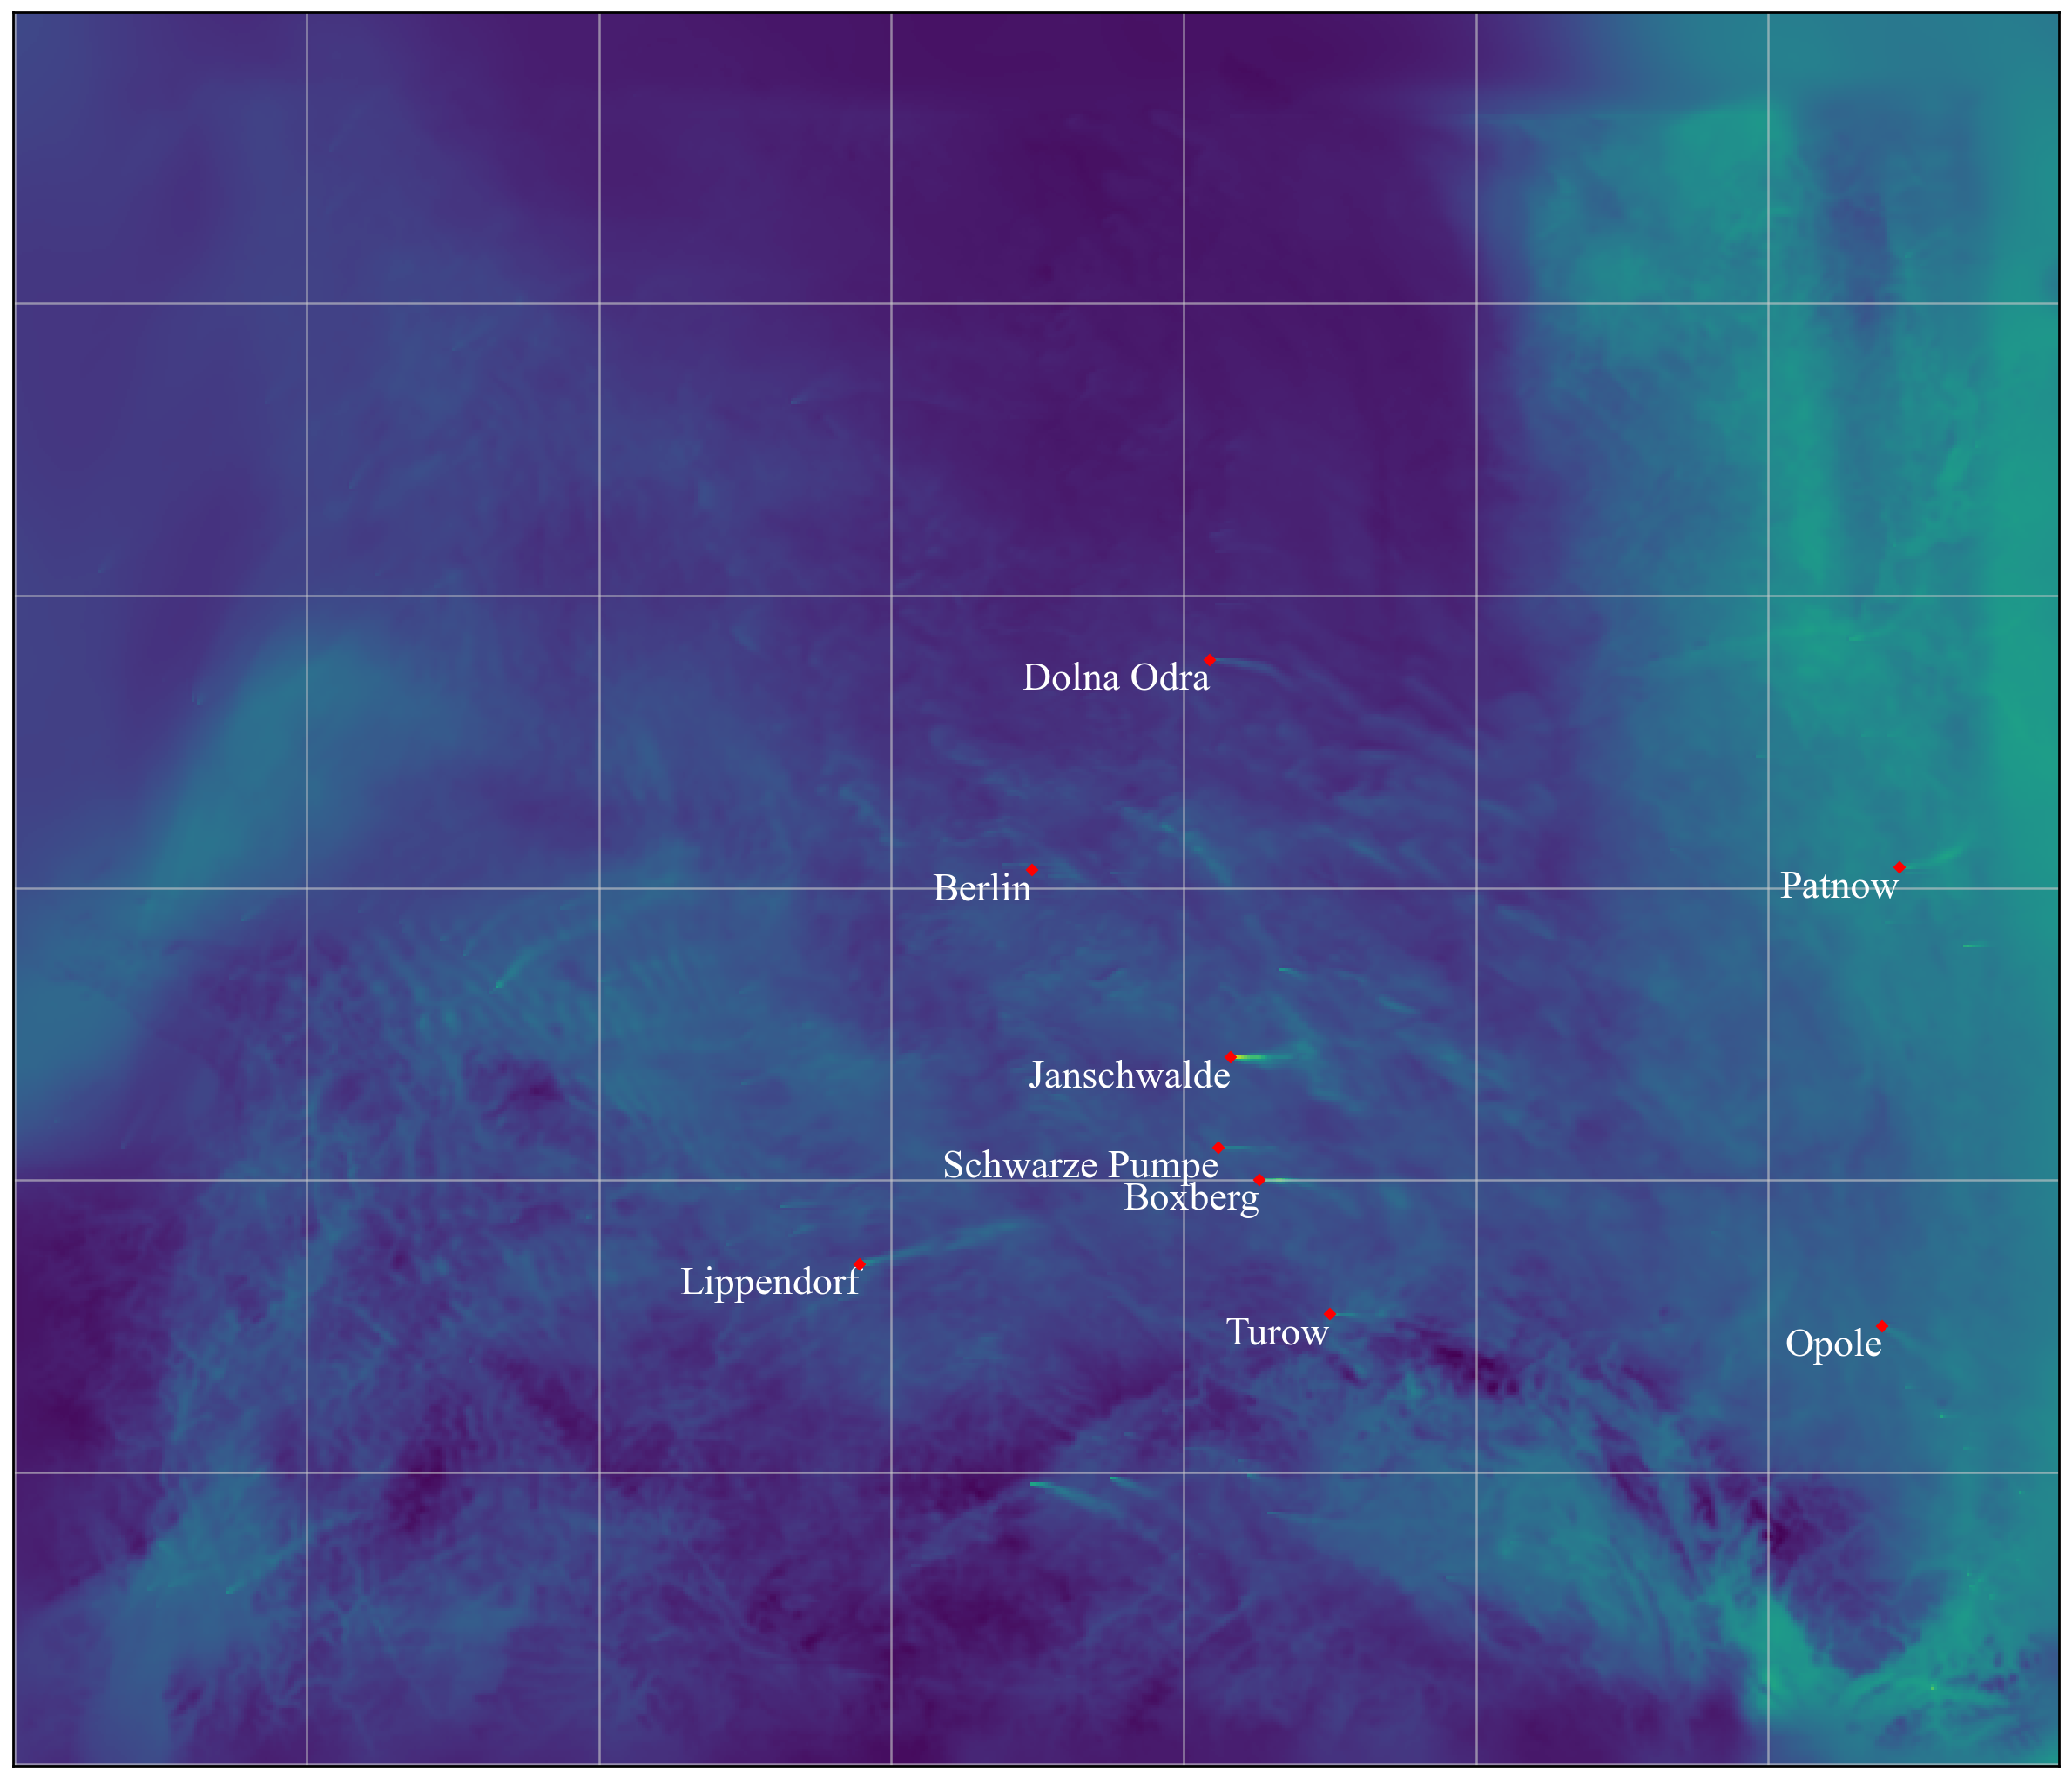 Dolna Odra
Berlin
Patnow
Janschwalde
Schwarze Pumpe
Boxberg
Lippendorf
Turow
Opole